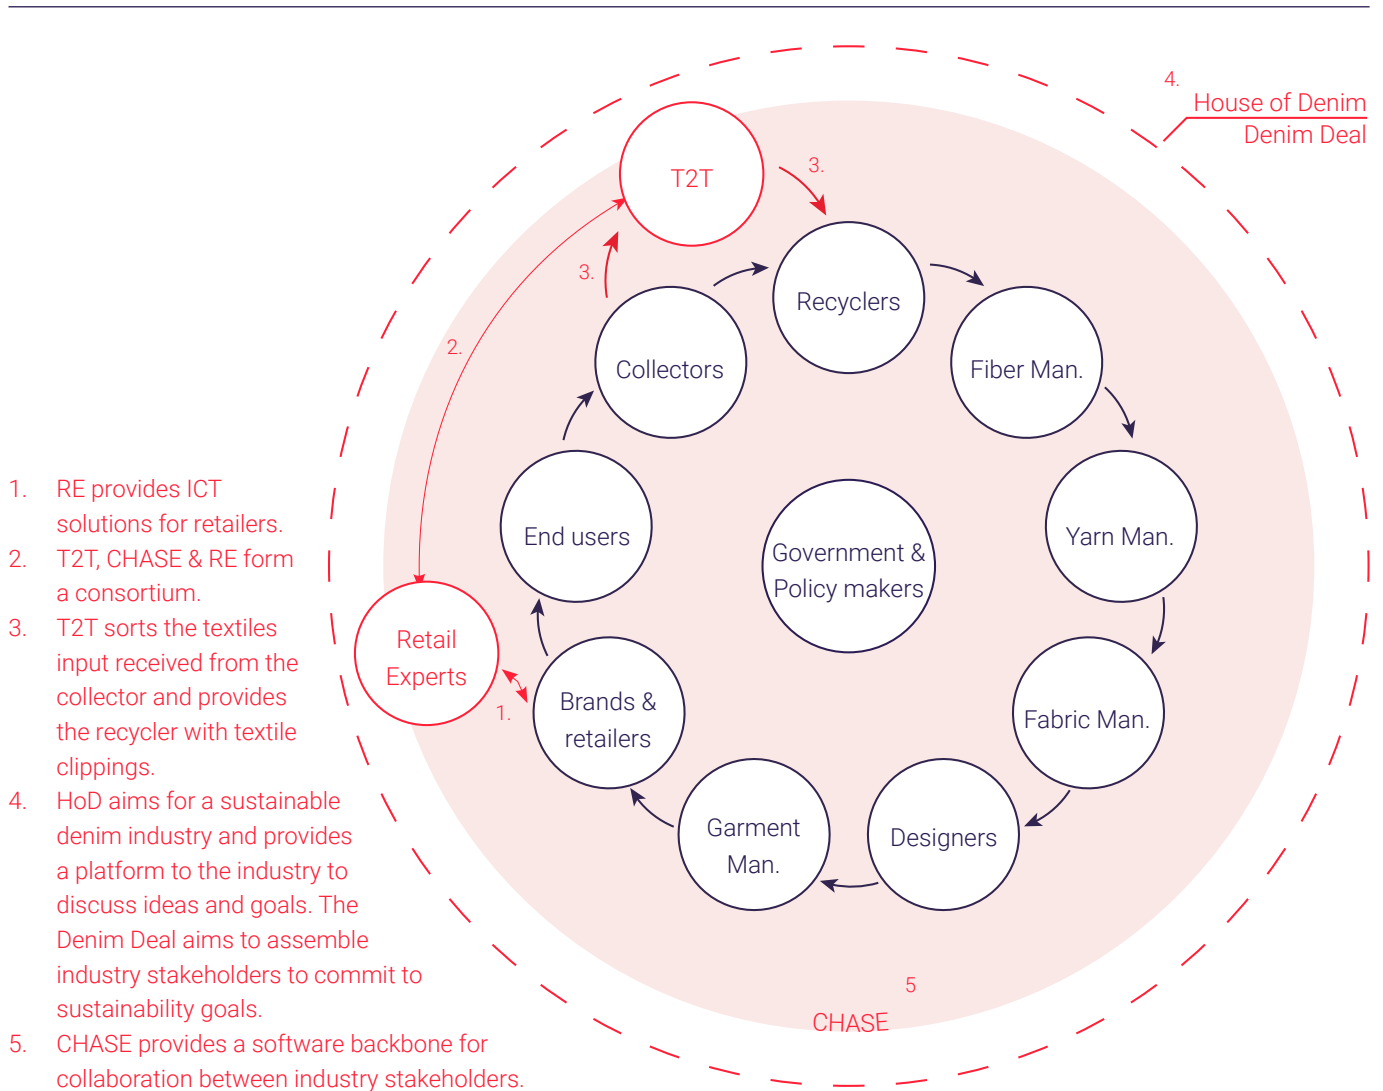 4.
House of Denim
Denim Deal
T2T
3.
3.
Recyclers
Collectors
Fiber Man.
2.
End users
Government &
Policy makers
Yarn Man.
Retail
Experts
1.
Brands &
retailers
Fabric Man.
Garment
Man.
Designers
5
CHASE
1. RE provides ICT
solutions for retailers.
2. T2T, CHASE & RE form
a consortium.
3. T2T sorts the textiles
input received from the
collector and provides
the recycler with textile
clippings.
4. HoD aims for a sustainable
denim industry and provides
a platform to the industry to
discuss ideas and goals. The
Denim Deal aims to assemble
industry stakeholders to commit to
sustainability goals.
5. CHASE provides a software backbone for
collaboration between industry stakeholders.